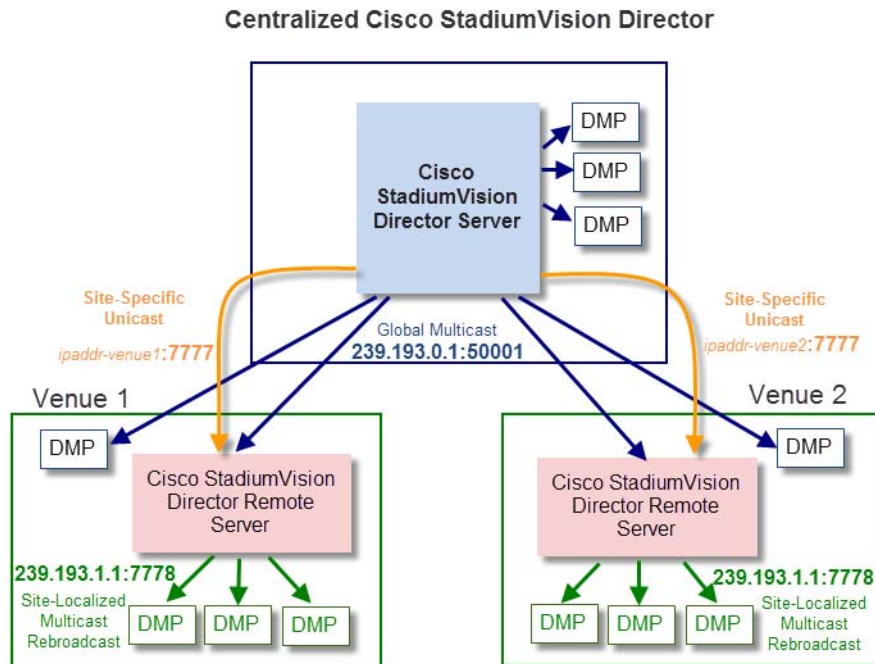 Centralized Cisco StadiumVision Director
DMP
DMP
DMP
Cisco
StadiumVision
Director Server
Site-Specific
Unicast
ipaddr-venue1:7777
Global Multicast
239.193.0.1:50001
Site-Specific
Unicast
ipaddr-venue2:7777
Venue 1
DMP
Cisco StadiumVision
Director Remote
Server
239.193.1.1:7778
Site-Localized
Multicast
Rebroadcast
DMP
DMP
DMP
Venue 2
DMP
Cisco StadiumVision
Director Remote
Server
239.193.1.1:7778
Site-Localized
Multicast
Rebroadcast
DMP
DMP
DMP